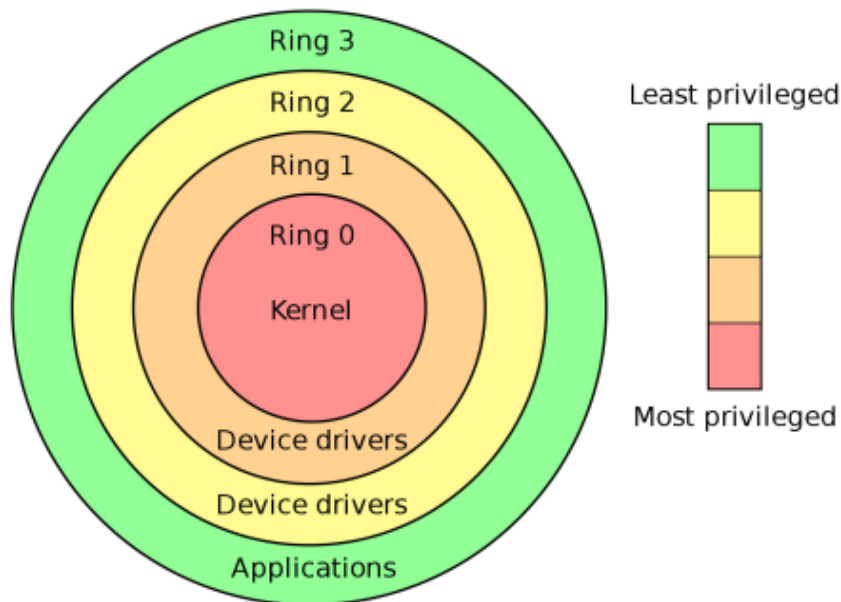 Ring 3
Ring 2
Ring 1
Ring 0
Kernel
Device drivers
Device drivers
Applications
Least privileged
Most privileged